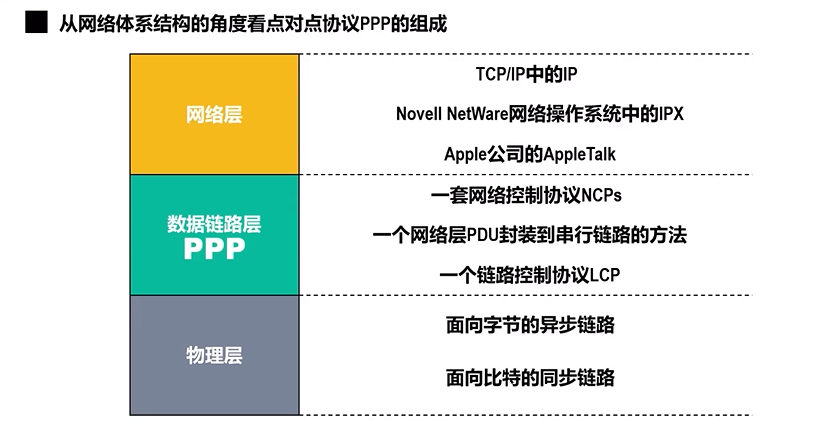 从网络体系结构的角度看点对点协议PPP的组成
网络层
TCP/IP中的IP
Novell NetWare网络操作系统中的IPX
Apple公司的AppleTalk
数据链路层
PPP
一套网络控制协议NCPs
一个网络层PDU封装到串行链路的方法
一个链路控制协议LCP
物理层
面向字节的异步链路
面向比特的同步链路